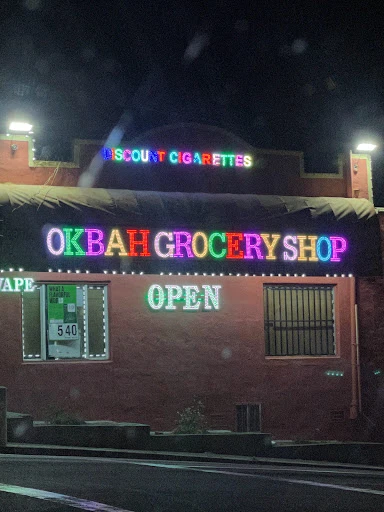 DISCOUNT CIGARETTES
OKBAH GROCERY SHOP
VAPE
OPEN
540